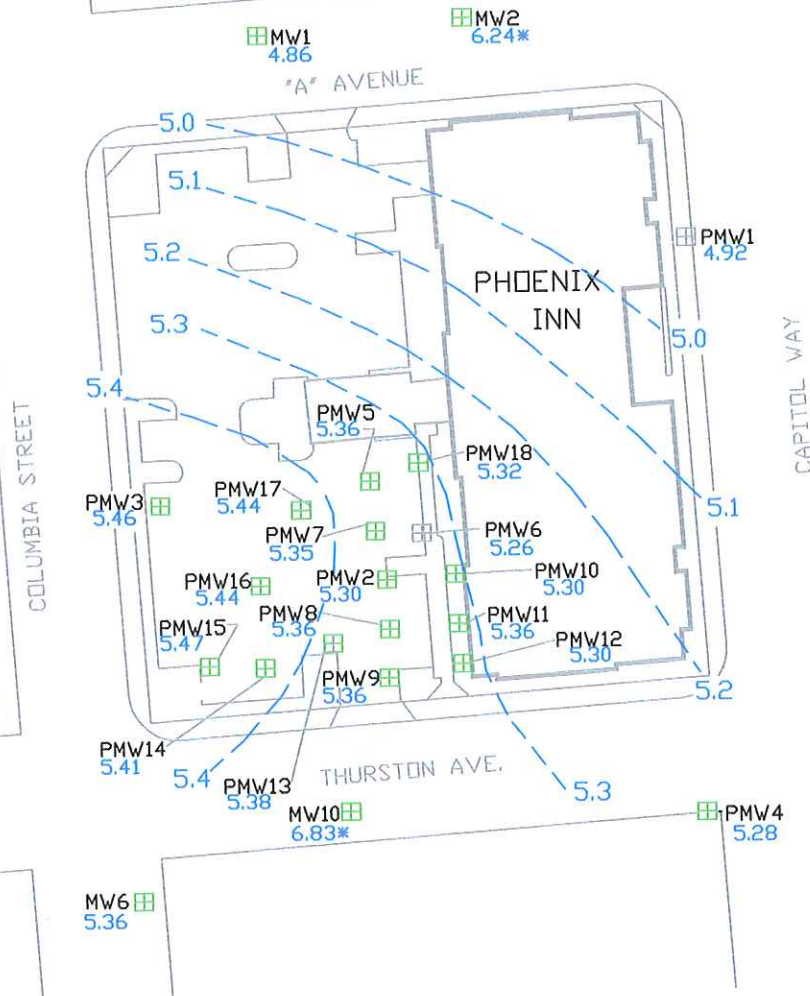 MW2
6.24*
MW1
4.86
"A" AVENUE
5.0
5.1
PMW1
4.92
5.2
PHOENIX
INN
5.3
5.0
5.4
CAPITOL WAY
COLUMBIA STREET
PMW5
5.36
PMW18
5.32
PMW17
5.44
PMW3
5.46
5.1
PMW7
5.35
PMW6
5.26
PMW16
5.44
PMW2
5.30
PMW10
5.30
PMW8
5.36
PMW11
5.36
PMW15
5.47
PMW12
5.30
PMW9
5.36
5.2
PMW14
5.41
5.4
THURSTON AVE.
PMW13
5.38
5.3
MW10
6.83*
PMW4
5.28
MW6
5.36